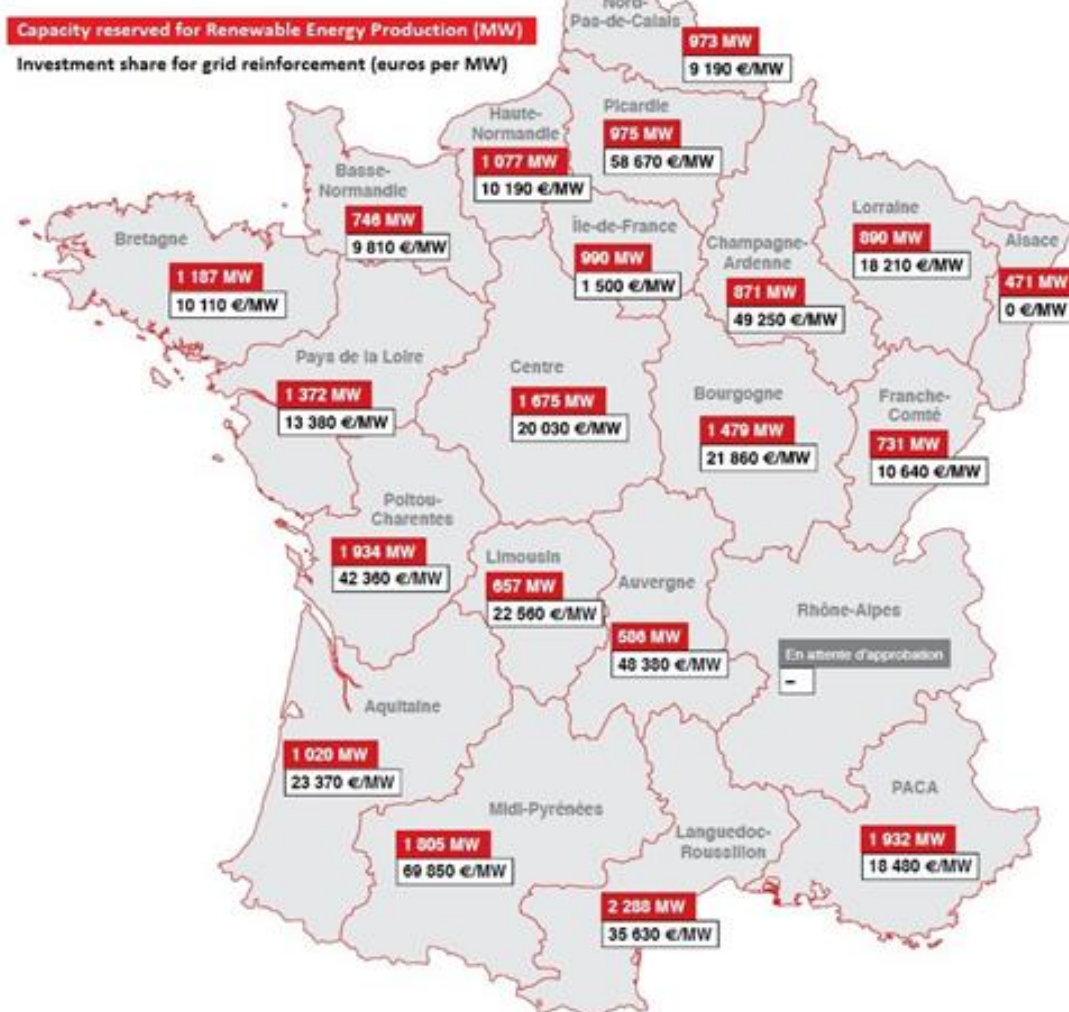 Capacity reserved for Renewable Energy Production (MW)
Investment share for grid reinforcement (euros per MW)
Nord-
Pas-de-Calais
973 MW
9 190 €/MW
Picardie
975 MW
58 670 €/MW
Haute-
Normandie
1 077 MW
10 190 €/MW
Basse-
Normandie
746 MW
9 810 €/MW
Bretagne
1 187 MW
10 110 €/MW
Île-de-France
990 MW
1 500 €/MW
Champagne-
Ardenne
871 MW
49 250 €/MW
Lorraine
890 MW
18 210 €/MW
Alsace
471 MW
0 €/MW
Pays de la Loire
1 372 MW
13 380 €/MW
Centre
1 675 MW
20 030 €/MW
Bourgogne
1 479 MW
21 860 €/MW
Franche-
Comté
731 MW
10 640 €/MW
Poitou-
Charentes
1 934 MW
42 360 €/MW
Limousin
657 MW
22 560 €/MW
Auvergne
586 MW
48 380 €/MW
Rhône-Alpes
En attente d'approbation
–
Aquitaine
1 020 MW
23 370 €/MW
Midi-Pyrénées
1 805 MW
69 850 €/MW
Languedoc-
Roussillon
2 288 MW
35 630 €/MW
PACA
1 932 MW
18 480 €/MW